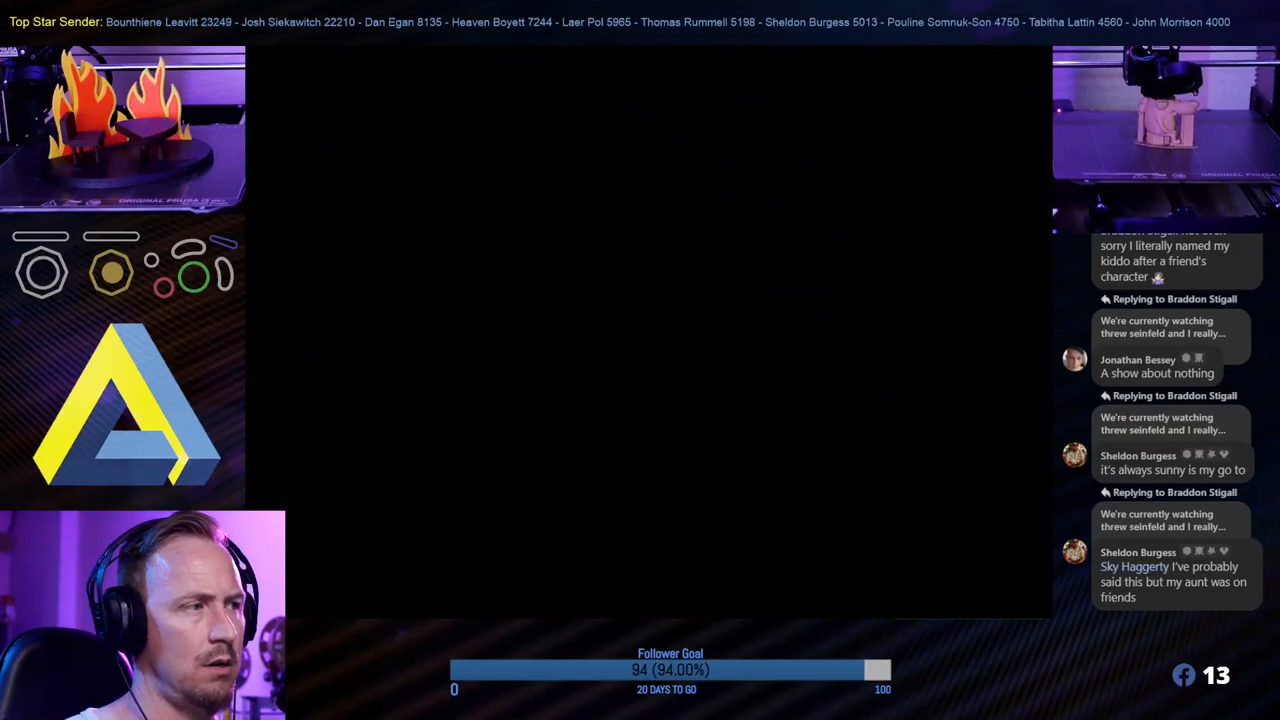 Top Star Sender: Bounthiene Leavitt 23249 - Josh Siekawitch 22210 - Dan Egan 8135 - Heaven Boyett 7244 - Laer Pol 5965 - Thomas Rummell 5198 - Sheldon Burgess 5013 - Pouline Somnuk-Son 4750 - Tabitha Lattin 4560 - John Morrison 4000
ORIGINAL PRUSA
ORIGINAL PRUSA
sorry I literally named my
kiddo after a friend's
character
Replying to Braddon Stigall
We're currently watching
threw seinfeld and I really...
Jonathan Bessey
A show about nothing
Replying to Braddon Stigall
We're currently watching
threw seinfeld and I really...
Sheldon Burgess
it's always sunny is my go to
Replying to Braddon Stigall
We're currently watching
threw seinfeld and I really...
Sheldon Burgess
Sky Haggerty I've probably
said this but my aunt was on
friends
Follower Goal
94 (94.00%)
0 20 DAYS TO GO 100
13